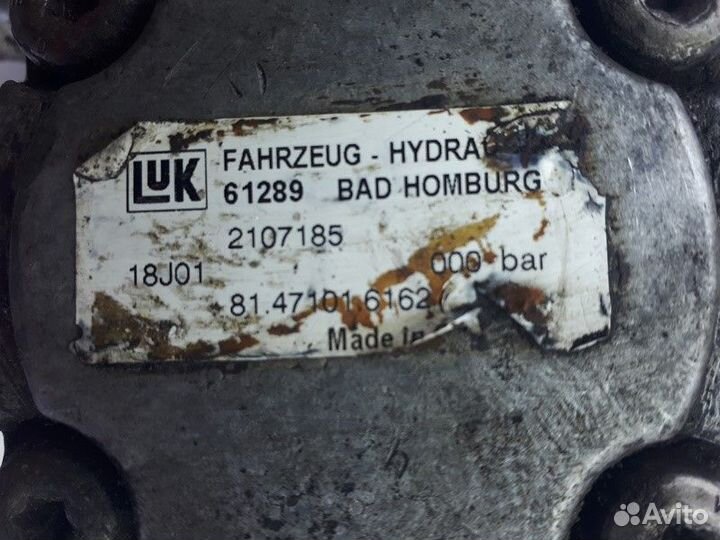 LUK
FAHRZEUG - HYDRA
61289 BAD HOMBURG
2107185
18J01 000 bar
81.47101.6162
Made in
Avito